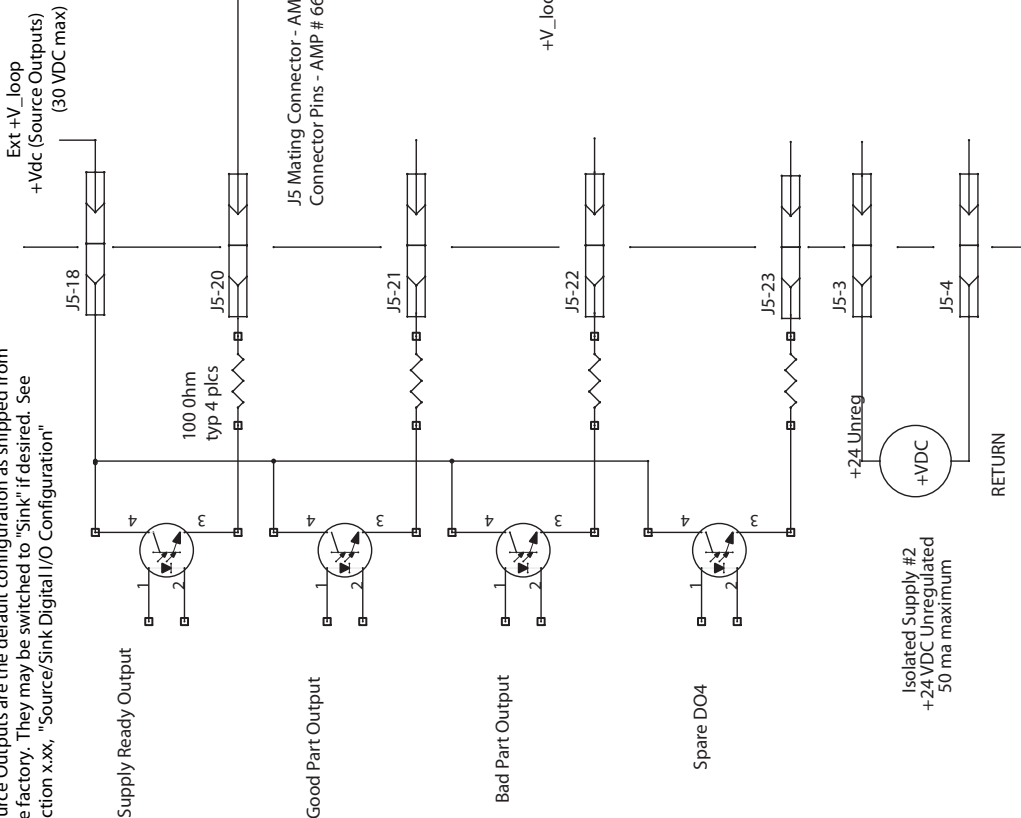 urce Outputs are the default configuration as shipped from
e factory. They may be switched to "Sink" if desired. See
ction x.xx, "Source/Sink Digital I/O Configuration"
Ext +V_loop
+Vdc (Source Outputs)
(30 VDC max)
J5-18
Supply Ready Output
1
2
4
3
100 0hm
typ 4 plcs
J5-20
J5 Mating Connector - AM
Connector Pins - AMP # 66
Good Part Output
1
2
4
3
J5-21
Bad Part Output
1
2
4
3
J5-22
+V_loo
Spare DO4
1
2
4
3
J5-23
Isolated Supply #2
+24 VDC Unregulated
50 ma maximum
+24 Unreg
J5-3
+VDC
J5-4
RETURN